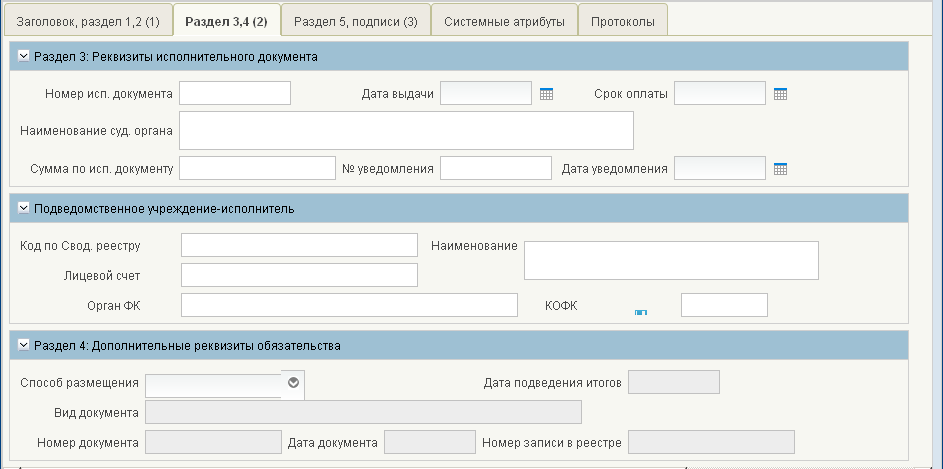 Заголовок, раздел 1,2 (1) Раздел 3,4 (2) Раздел 5, подписи (3) Системные атрибуты Протоколы
Раздел 3: Реквизиты исполнительного документа
Номер исп. документа Дата выдачи Срок оплаты
Наименование суд. органа
Сумма по исп. документу № уведомления Дата уведомления
Подведомственное учреждение-исполнитель
Код по Свод. реестру Наименование
Лицевой счет
Орган ФК КОФК
Раздел 4: Дополнительные реквизиты обязательства
Способ размещения Дата подведения итогов
Вид документа
Номер документа Дата документа Номер записи в реестре